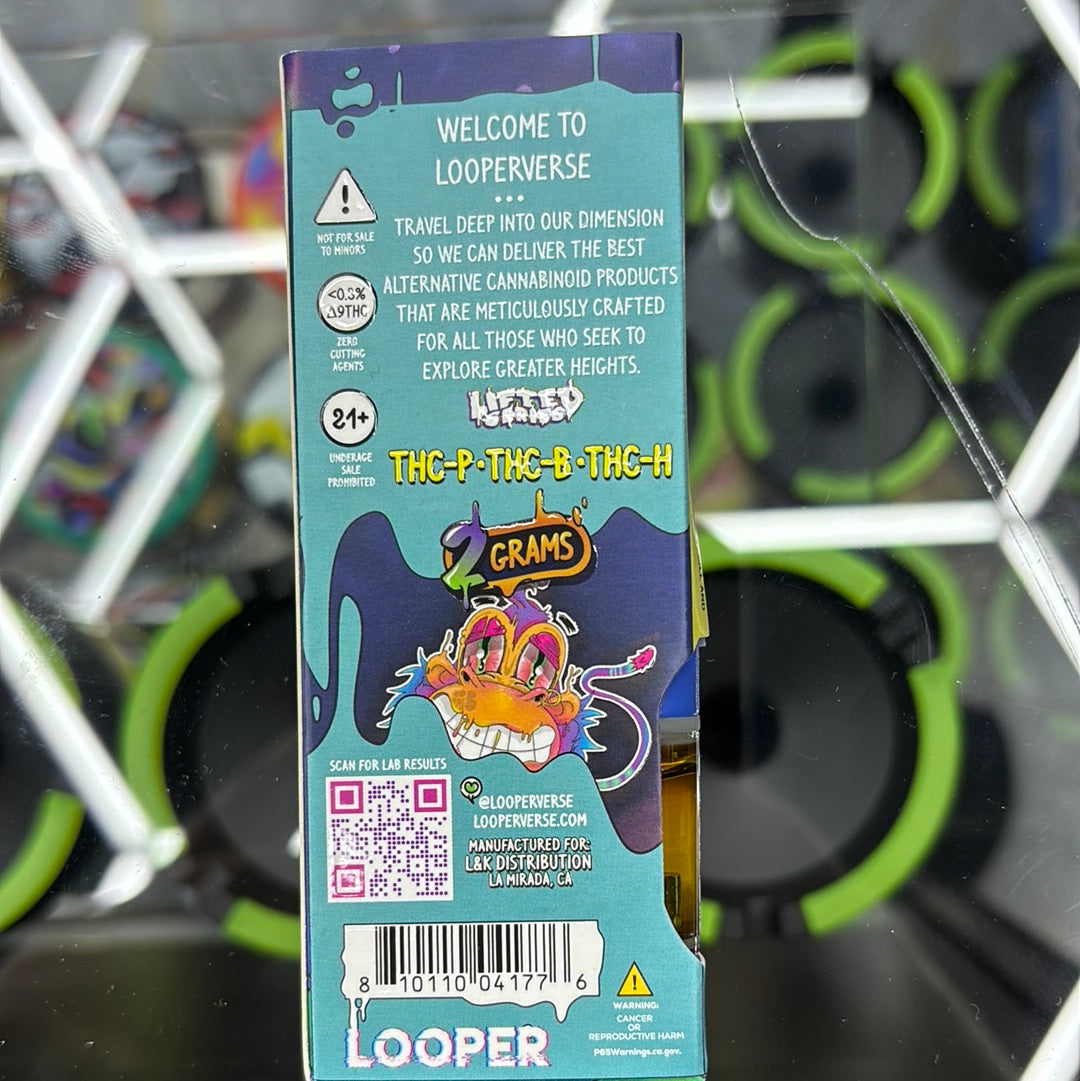 WELCOME TO
LOOPERVERSE
TRAVEL DEEP INTO OUR DIMENSION
SO WE CAN DELIVER THE BEST
ALTERNATIVE CANNABINOID PRODUCTS
THAT ARE METICULOUSLY CRAFTED
FOR ALL THOSE WHO SEEK TO
EXPLORE GREATER HEIGHTS.
LIFTED
SERIES
THC-P·THC-B·THC-H
2 GRAMS
!
NOT FOR SALE
TO MINORS
<0.3%
Δ9THC
ZERO
CUTTING
AGENTS
21+
UNDERAGE
SALE
PROHIBITED
SCAN FOR LAB RESULTS
@LOOPERVERSE
LOOPERVERSE.COM
MANUFACTURED FOR:
L&K DISTRIBUTION
LA MIRADA, CA
8 10110 04177 6
LOOPER
!
WARNING:
CANCER
OR
REPRODUCTIVE HARM
P65Warnings.ca.gov.
AND